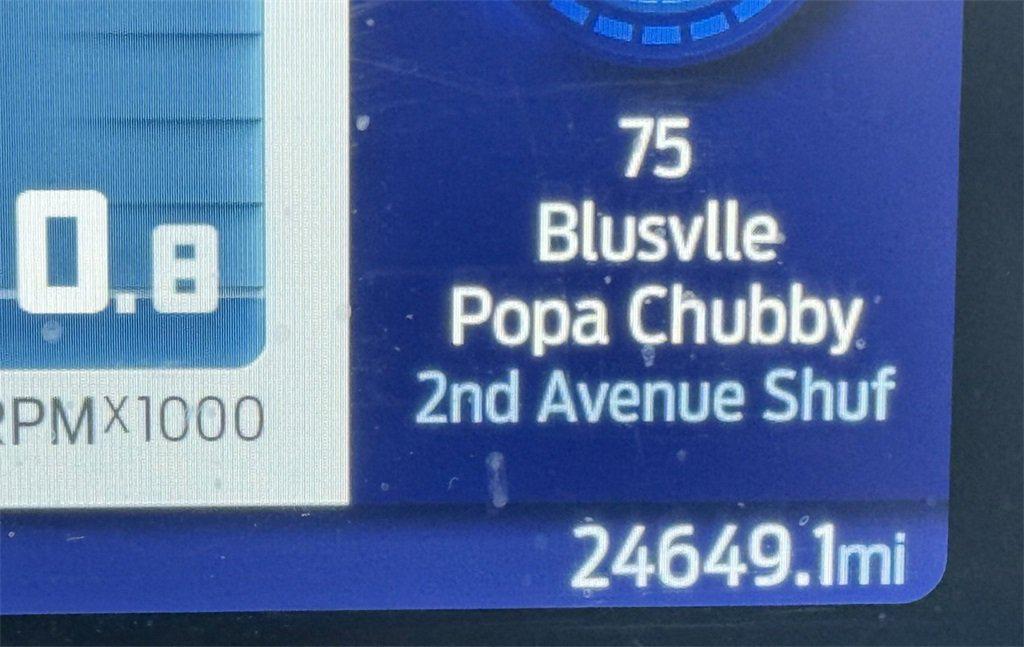 0.8
RPMX1000
75
Blusvlle
Popa Chubby
2nd Avenue Shuf
24649.1mi